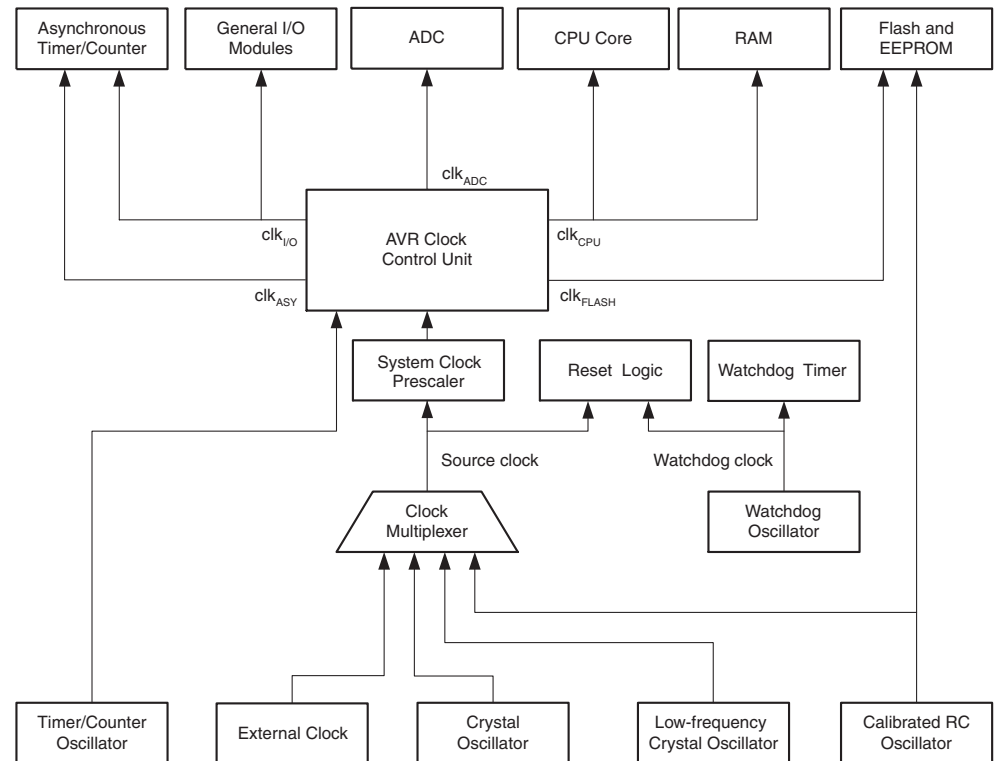 Asynchronous
Timer/Counter
General I/O
Modules
ADC
CPU Core
RAM
Flash and
EEPROM
clkADC
clkI/O
AVR Clock
Control Unit
clkCPU
clkASY
clkFLASH
System Clock
Prescaler
Reset Logic
Watchdog Timer
Source clock
Watchdog clock
Clock
Multiplexer
Watchdog
Oscillator
Timer/Counter
Oscillator
External Clock
Crystal
Oscillator
Low-frequency
Crystal Oscillator
Calibrated RC
Oscillator